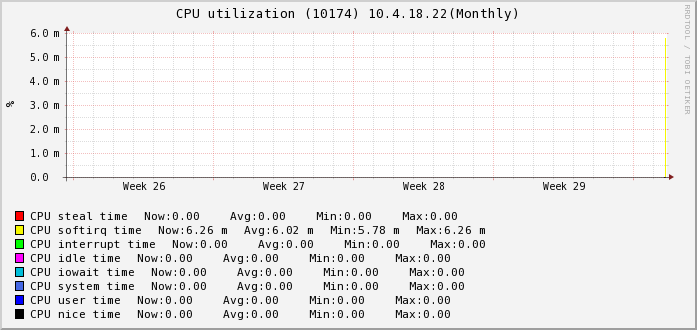 CPU utilization (10174) 10.4.18.22(Monthly)
RRDTOOL / TOBI OETIKER
6.0 m
5.0 m
4.0 m
3.0 m
2.0 m
1.0 m
0.0
%
Week 26 Week 27 Week 28 Week 29
CPU steal time Now:0.00 Avg:0.00 Min:0.00 Max:0.00
CPU softirq time Now:6.26 m Avg:6.02 m Min:5.78 m Max:6.26 m
CPU interrupt time Now:0.00 Avg:0.00 Min:0.00 Max:0.00
CPU idle time Now:0.00 Avg:0.00 Min:0.00 Max:0.00
CPU iowait time Now:0.00 Avg:0.00 Min:0.00 Max:0.00
CPU system time Now:0.00 Avg:0.00 Min:0.00 Max:0.00
CPU user time Now:0.00 Avg:0.00 Min:0.00 Max:0.00
CPU nice time Now:0.00 Avg:0.00 Min:0.00 Max:0.00